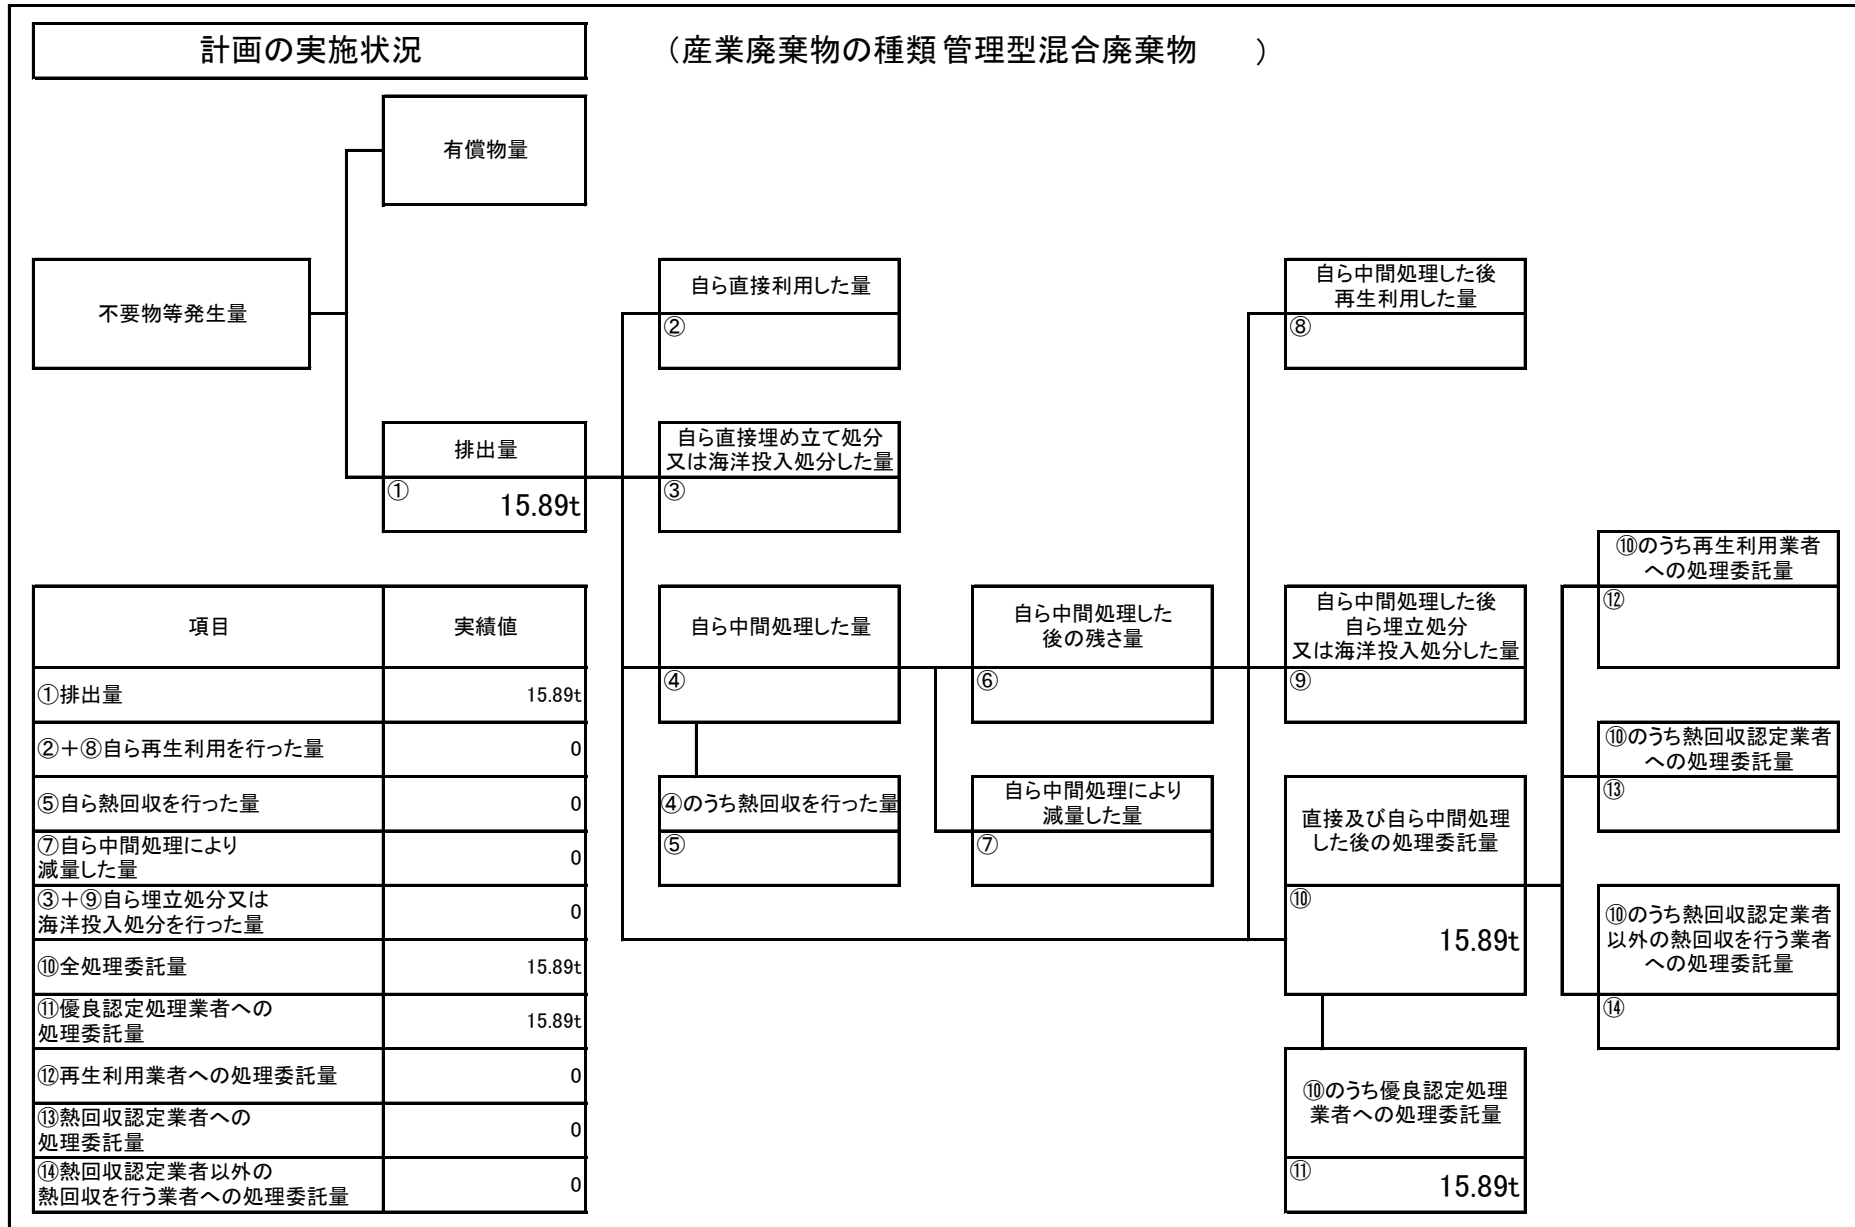 計画の実施状況
（産業廃棄物の種類 管理型混合廃棄物　　）
有償物量
不要物等発生量
自ら直接利用した量
②
自ら中間処理した後
再生利用した量
⑧
排出量
① 15.89t
自ら直接埋め立て処分
又は海洋投入処分した量
③
⑩のうち再生利用業者
への処理委託量
⑫
項目 実績値
①排出量 15.89t
②＋⑧自ら再生利用を行った量 0
⑤自ら熱回収を行った量 0
⑦自ら中間処理により
減量した量 0
③＋⑨自ら埋立処分又は
海洋投入処分を行った量 0
⑩全処理委託量 15.89t
⑪優良認定処理業者への
処理委託量 15.89t
⑫再生利用業者への処理委託量 0
⑬熱回収認定業者への
処理委託量 0
⑭熱回収認定業者以外の
熱回収を行う業者への処理委託量 0
自ら中間処理した量
④
自ら中間処理した
後の残さ量
⑥
自ら中間処理した後
自ら埋立処分
又は海洋投入処分した量
⑨
④のうち熱回収を行った量
⑤
自ら中間処理により
減量した量
⑦
直接及び自ら中間処理
した後の処理委託量
⑩
15.89t
⑩のうち熱回収認定業者
への処理委託量
⑬
⑩のうち熱回収認定業者
以外の熱回収を行う業者
への処理委託量
⑭
⑩のうち優良認定処理
業者への処理委託量
⑪ 15.89t